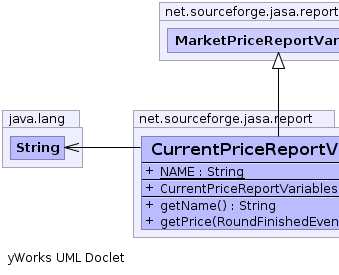 net.sourceforge.jasa.report
MarketPriceReportVar
java.lang
String
net.sourceforge.jasa.report
CurrentPriceReportV
+ NAME : String
+ CurrentPriceReportVariables
+ getName() : String
+ getPrice(RoundFinishedEven
yWorks UML Doclet